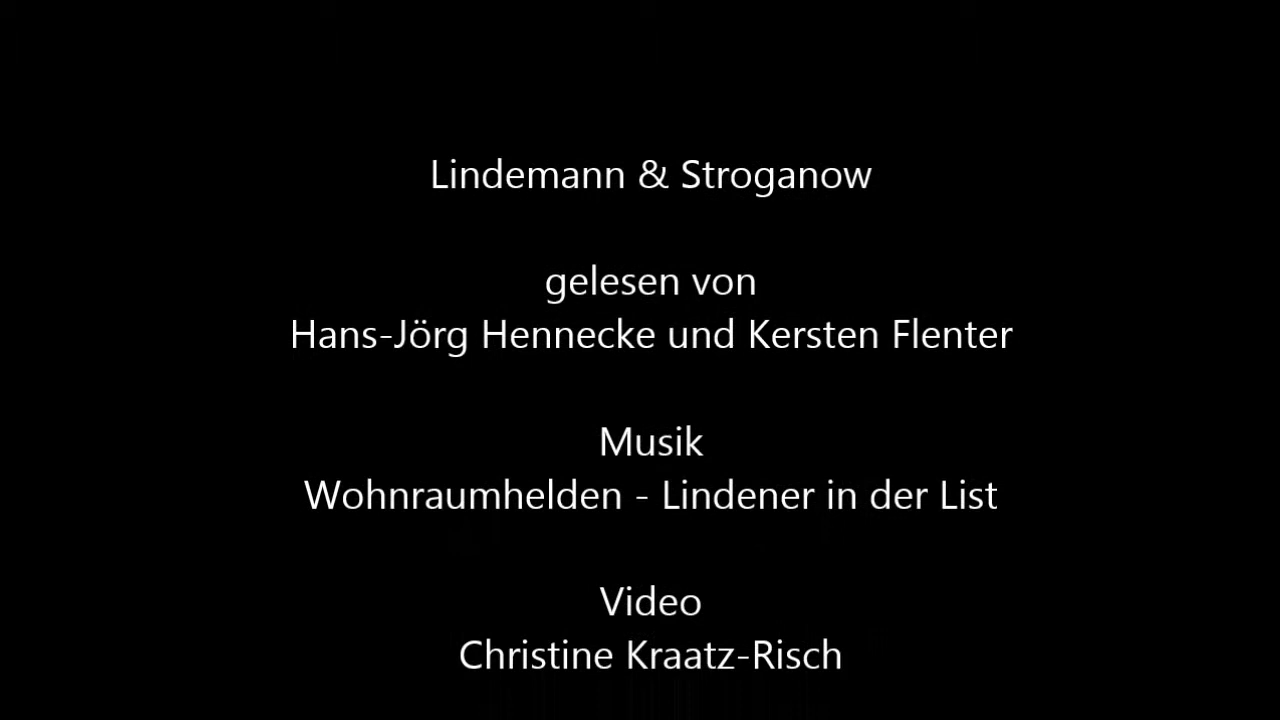 Lindemann & Stroganow
gelesen von
Hans-Jörg Hennecke und Kersten Flenter
Musik
Wohnraumhelden - Lindener in der List
Video
Christine Kraatz-Risch